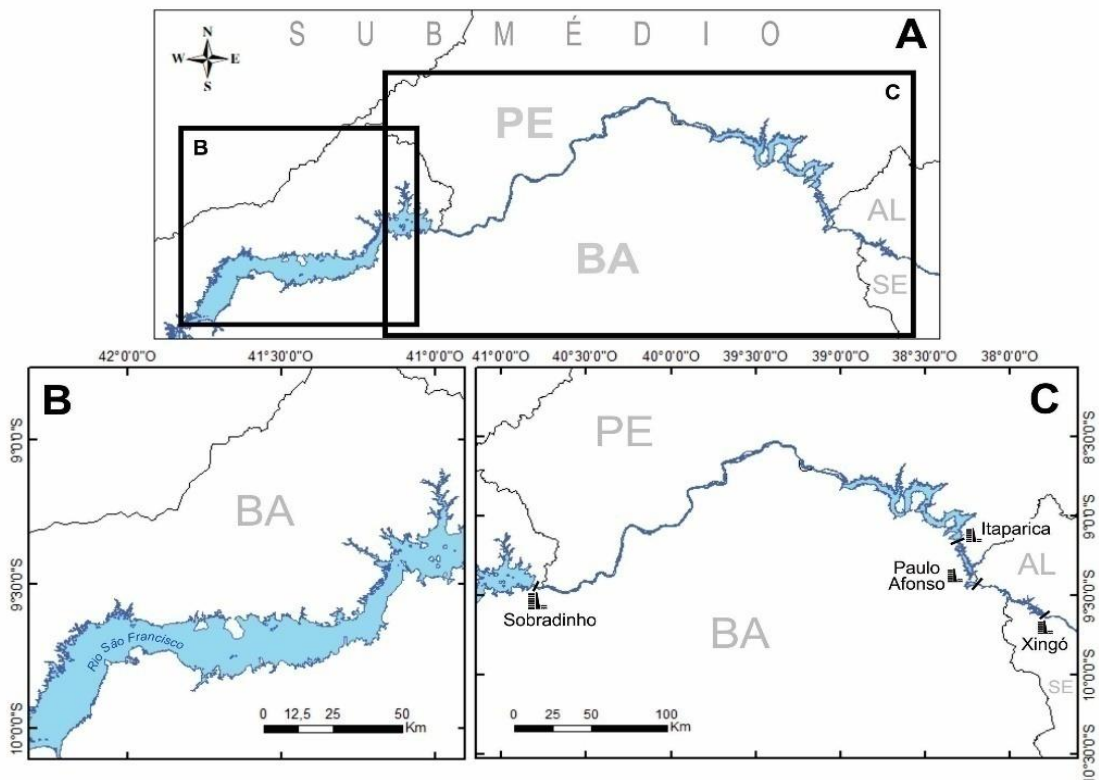 S U B M É D I O
A
N
W E
S
C
B
PE
AL
BA
SE
42°0'0"O 41°30'0"O 41°0'0"O
41°0'0"O 40°30'0"O 40°0'0"O 39°30'0"O 39°0'0"O 38°30'0"O 38°0'0"O
B
9°0'0"S
9°30'0"S
10°0'0"S
BA
Rio São Francisco
0 12,5 25 50
Km
C
PE
8°30'0"S
9°0'0"S
9°30'0"S
10°0'0"S
10°30'0"S
Itaparica
AL
Paulo
Afonso
Sobradinho
BA
Xingó
SE
0 25 50 100
Km